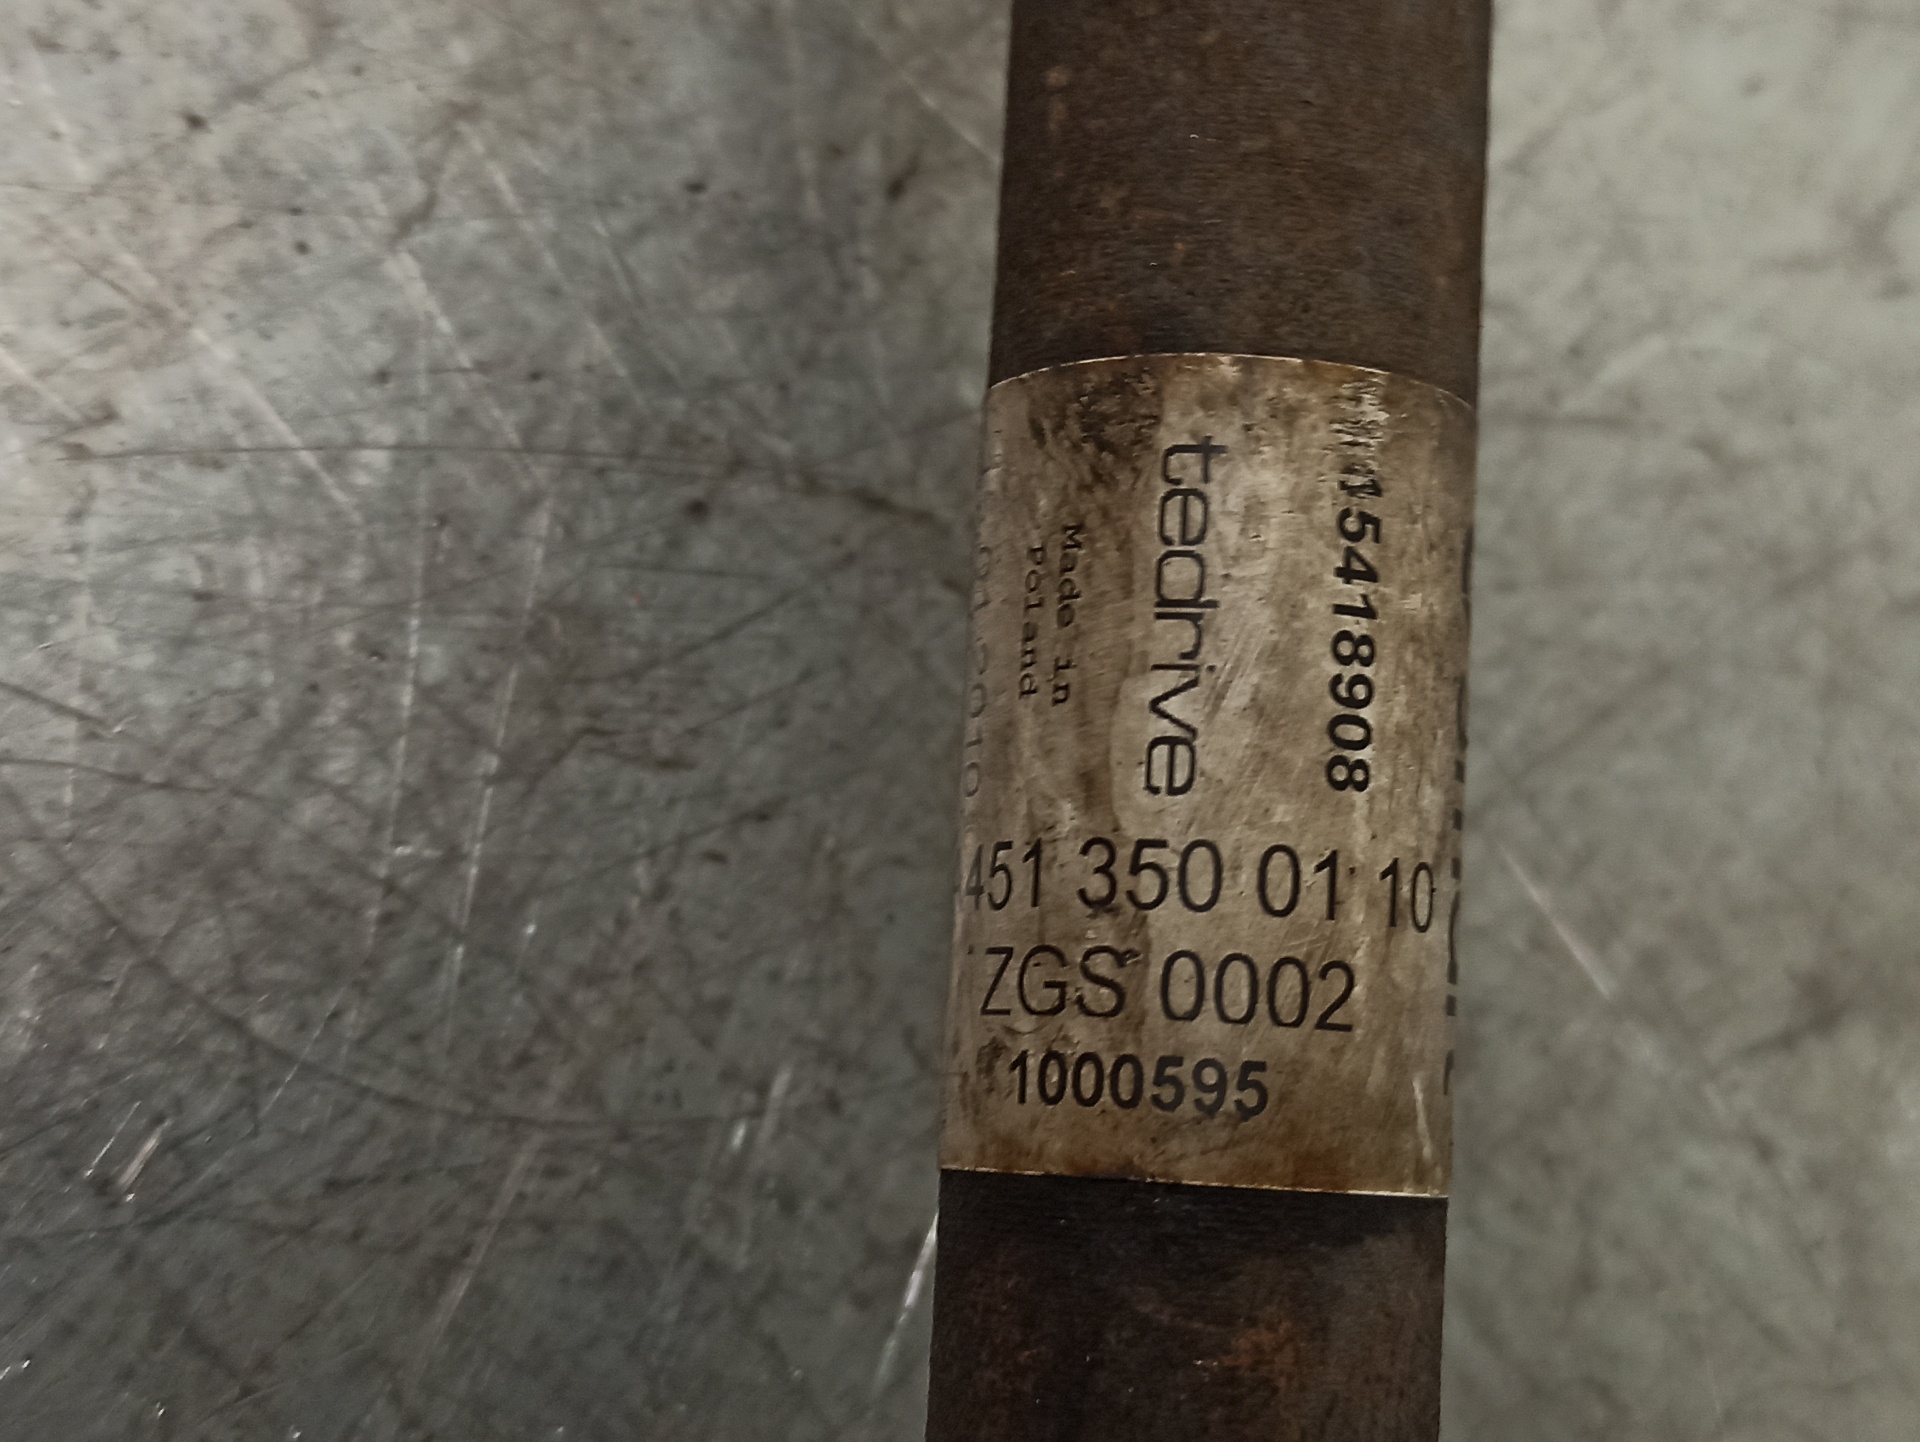 1000595
ZGS 0002
451 350 01 10
tedrive
Made in
Poland
15418908